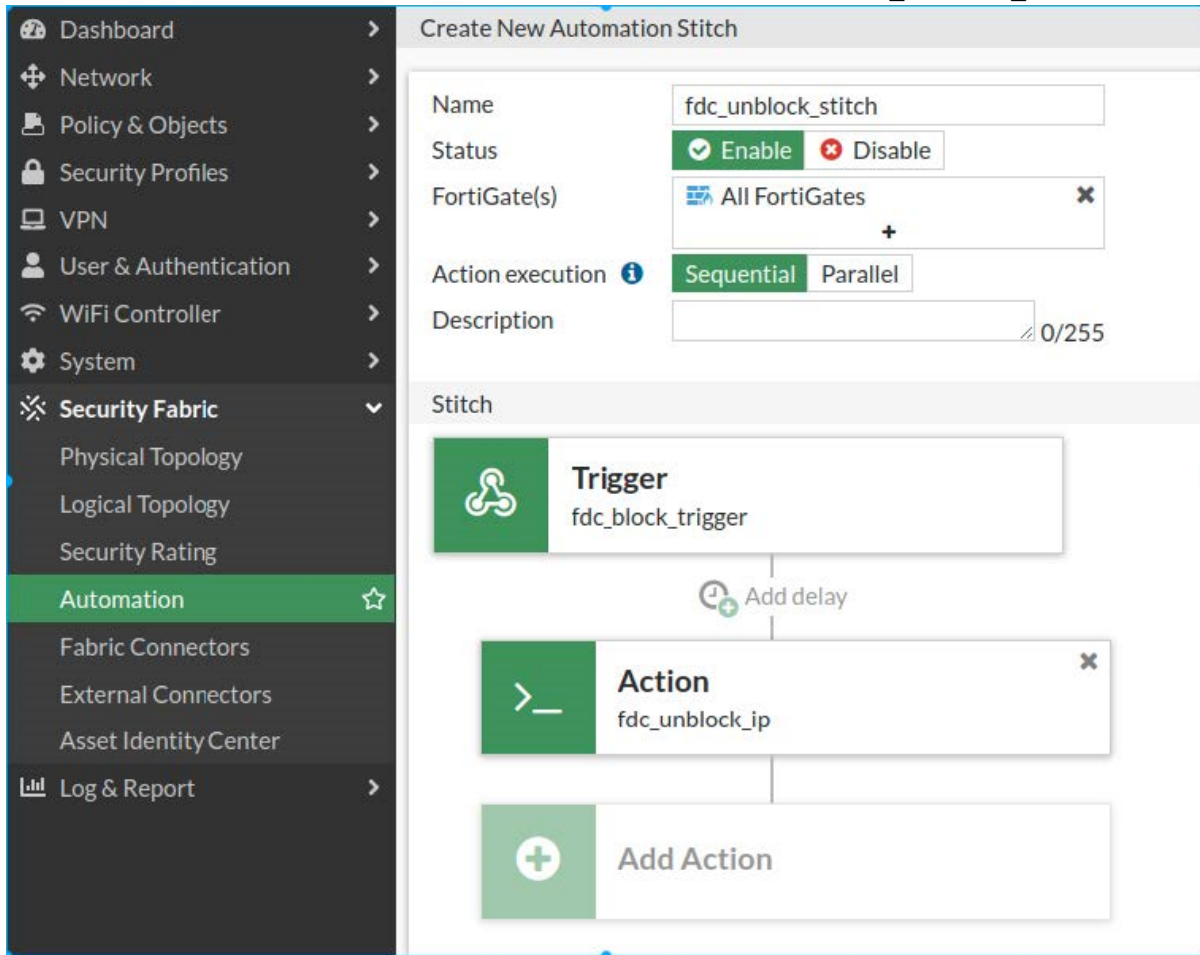 Dashboard
Network
Policy & Objects
Security Profiles
VPN
User & Authentication
WiFi Controller
System
Security Fabric
Physical Topology
Logical Topology
Security Rating
Automation
Fabric Connectors
External Connectors
Asset Identity Center
Log & Report
Create New Automation Stitch
Name fdc_unblock_stitch
Status Enable Disable
FortiGate(s) All FortiGates
Action execution Sequential Parallel
Description 0/255
Stitch
Trigger
fdc_block_trigger
Add delay
Action
fdc_unblock_ip
Add Action